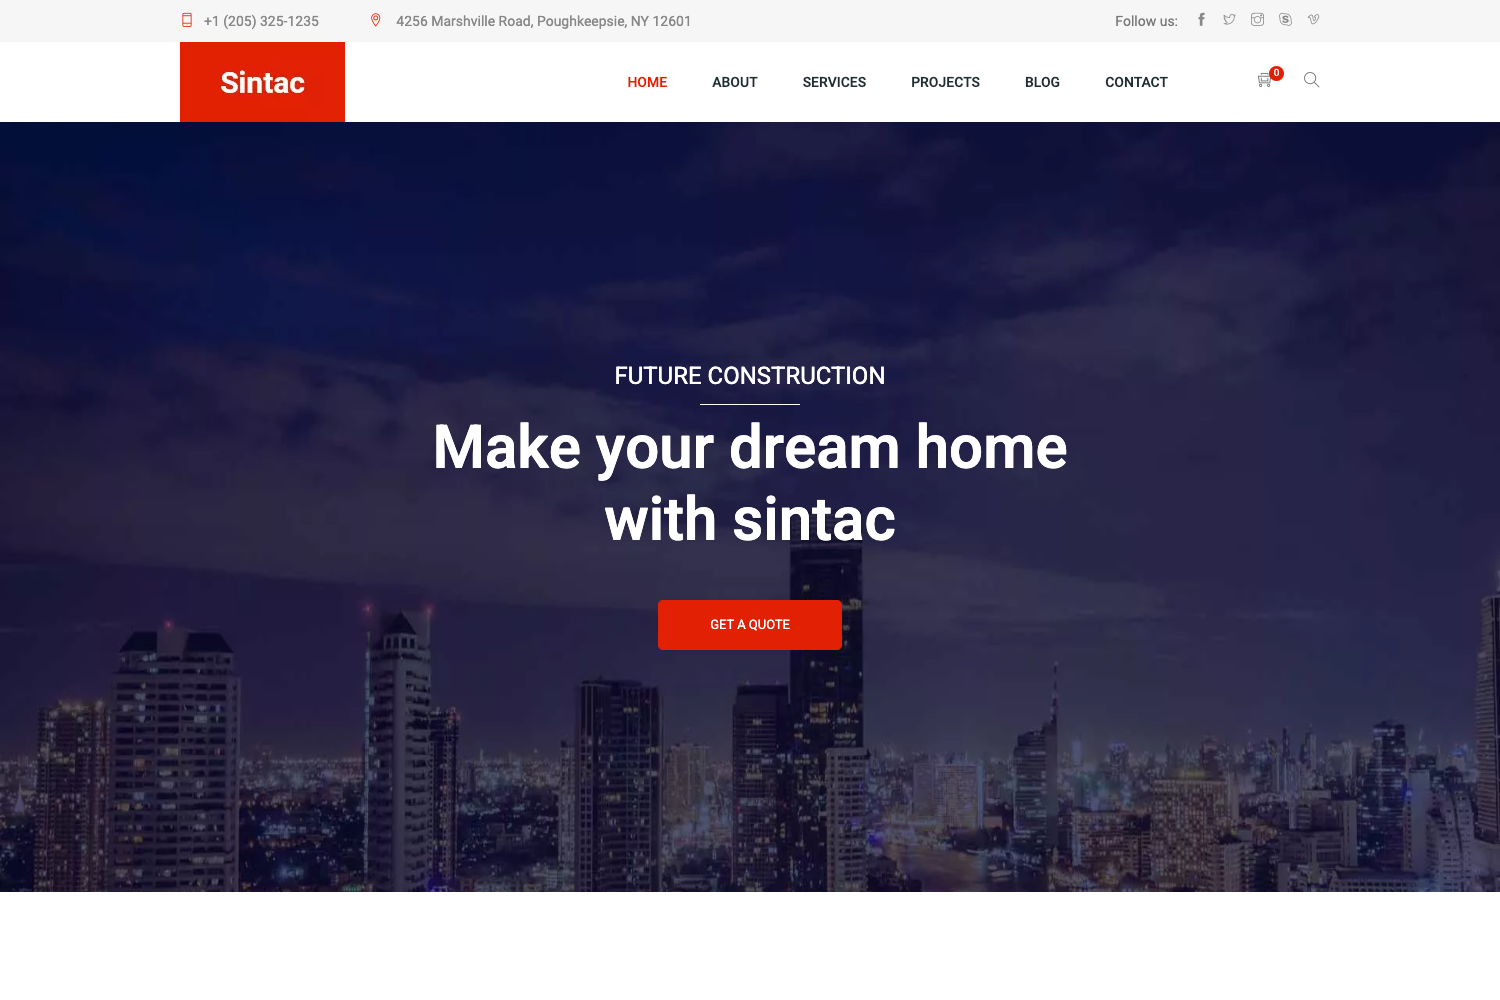 +1 (205) 325-1235
4256 Marshville Road, Poughkeepsie, NY 12601
Follow us:
Sintac
HOME
ABOUT
SERVICES
PROJECTS
BLOG
CONTACT
0
FUTURE CONSTRUCTION
Make your dream home
with sintac
GET A QUOTE